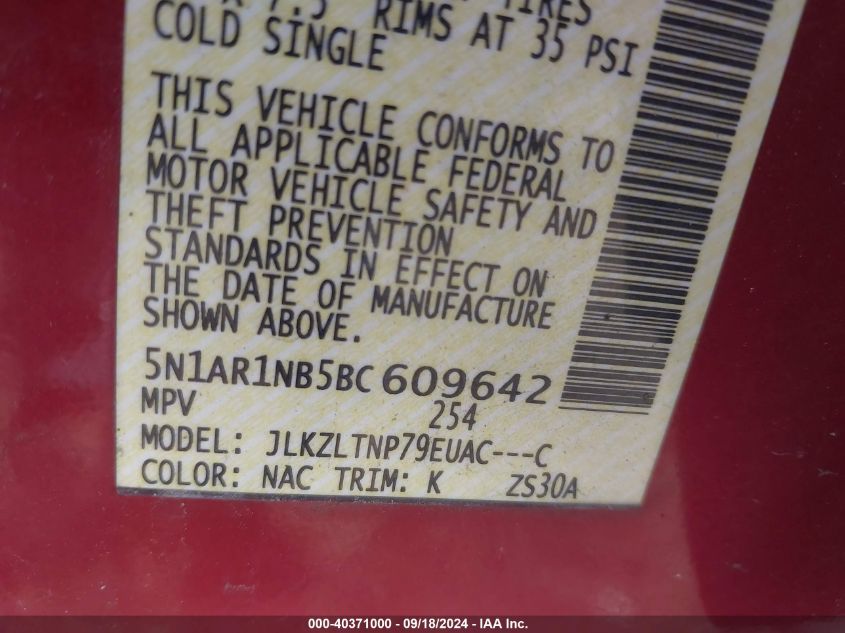 X 7.5 RIMS AT 35 PSI
COLD SINGLE
THIS VEHICLE CONFORMS TO
ALL APPLICABLE FEDERAL
MOTOR VEHICLE SAFETY AND
THEFT PREVENTION
STANDARDS IN EFFECT ON
THE DATE OF MANUFACTURE
SHOWN ABOVE.
5N1AR1NB5BC609642
MPV 254
MODEL: JLKZLTNP79EUAC---C
COLOR: NAC TRIM: K ZS30A
000-40371000 - 09/18/2024 - IAA Inc.